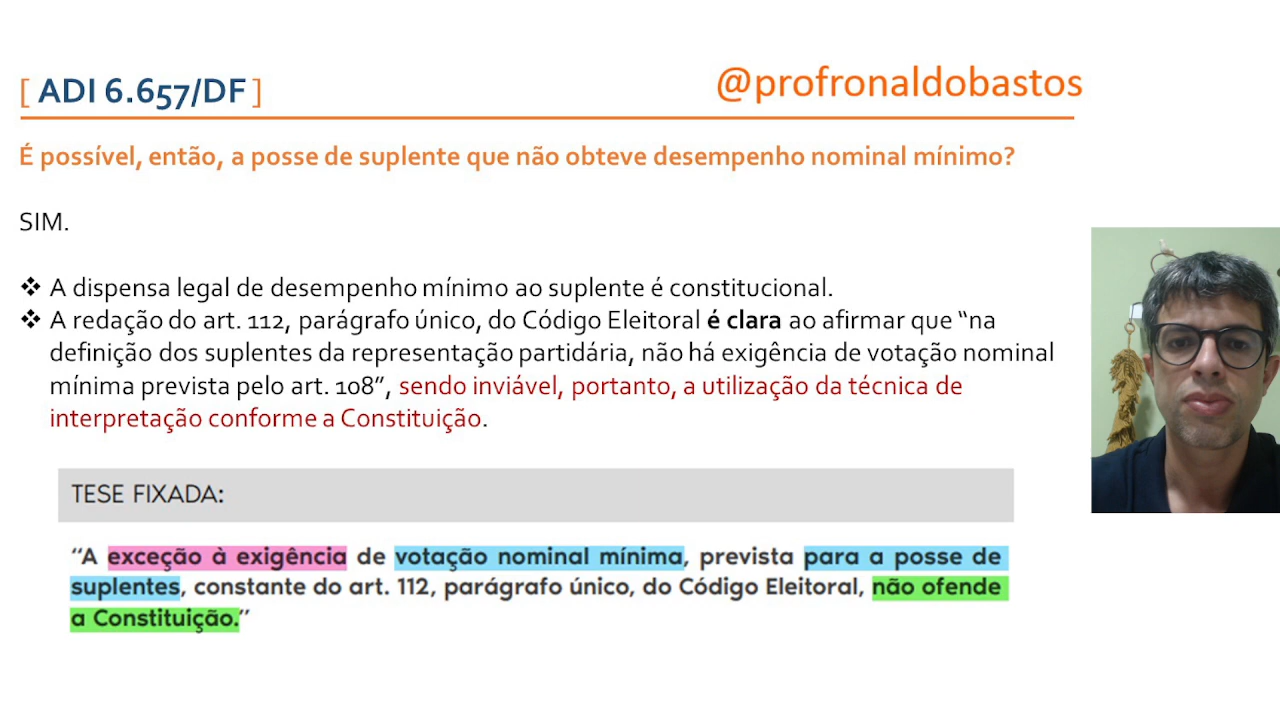 [ ADI 6.657/DF ]
@profronaldobastos
É possível, então, a posse de suplente que não obteve desempenho nominal mínimo?
SIM.
❖ A dispensa legal de desempenho mínimo ao suplente é constitucional.
❖ A redação do art. 112, parágrafo único, do Código Eleitoral é clara ao afirmar que “na
definição dos suplentes da representação partidária, não há exigência de votação nominal
mínima prevista pelo art. 108”, sendo inviável, portanto, a utilização da técnica de
interpretação conforme a Constituição.
TESE FIXADA:
“A exceção à exigência de votação nominal mínima, prevista para a posse de
suplentes, constante do art. 112, parágrafo único, do Código Eleitoral, não ofende
a Constituição.”